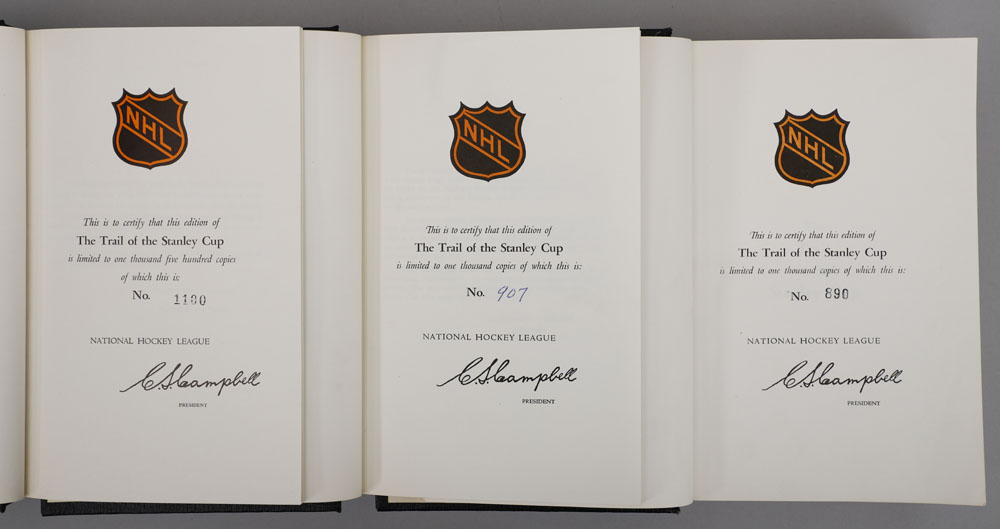 NHL
This is to certify that this edition of
The Trail of the Stanley Cup
is limited to one thousand five hundred copies
of which this is:
No. 1100
NATIONAL HOCKEY LEAGUE
C. S. Campbell
PRESIDENT
NHL
This is to certify that this edition of
The Trail of the Stanley Cup
is limited to one thousand copies of which this is:
No. 907
NATIONAL HOCKEY LEAGUE
C. S. Campbell
PRESIDENT
NHL
This is to certify that this edition of
The Trail of the Stanley Cup
is limited to one thousand copies of which this is:
No. 890
NATIONAL HOCKEY LEAGUE
C. S. Campbell
PRESIDENT